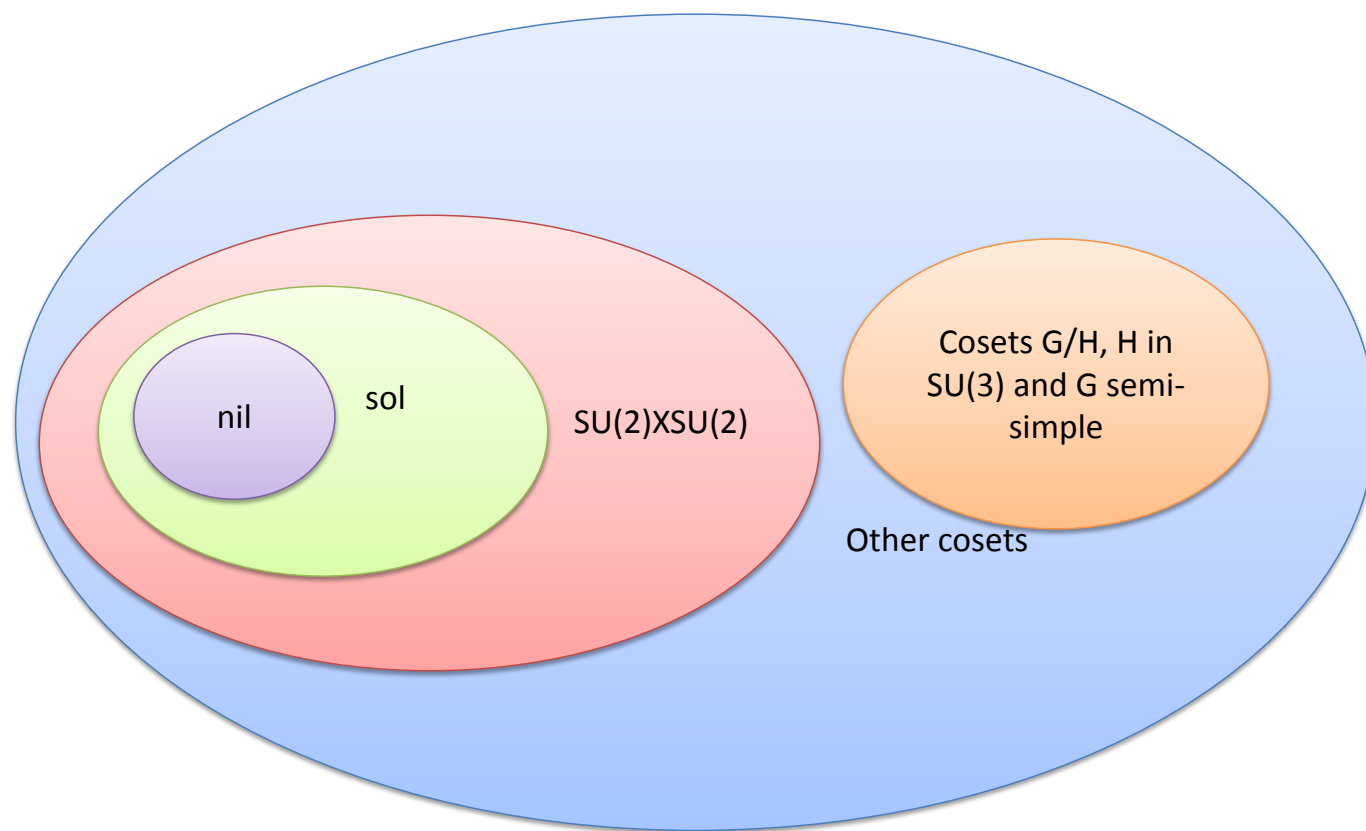 nil
sol
SU(2)XSU(2)
Cosets G/H, H in
SU(3) and G semi-
simple
Other cosets